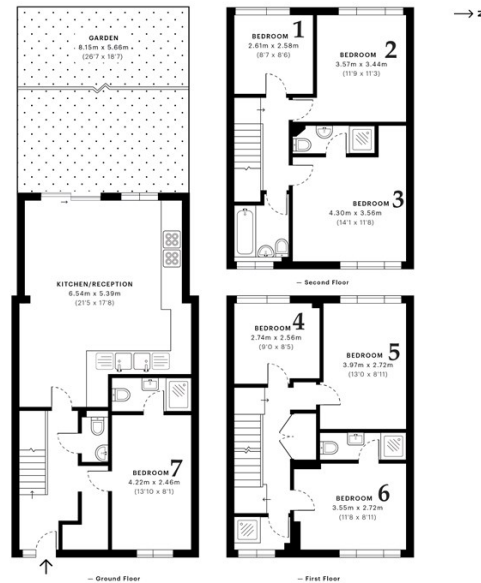 GARDEN
8.15m x 5.66m
(26'7 x 18'7)
KITCHEN/RECEPTION
6.54m x 5.39m
(21'5 x 17'8)
BEDROOM 7
4.22m x 2.46m
(13'10 x 8'1)
— Ground Floor
BEDROOM 1
2.61m x 2.58m
(8'7 x 8'6)
BEDROOM 2
3.57m x 3.44m
(11'9 x 11'3)
BEDROOM 3
4.30m x 3.56m
(14'1 x 11'8)
— Second Floor
BEDROOM 4
2.74m x 2.56m
(9'0 x 8'5)
BEDROOM 5
3.97m x 2.72m
(13'0 x 8'11)
BEDROOM 6
3.55m x 2.72m
(11'8 x 8'11)
— First Floor